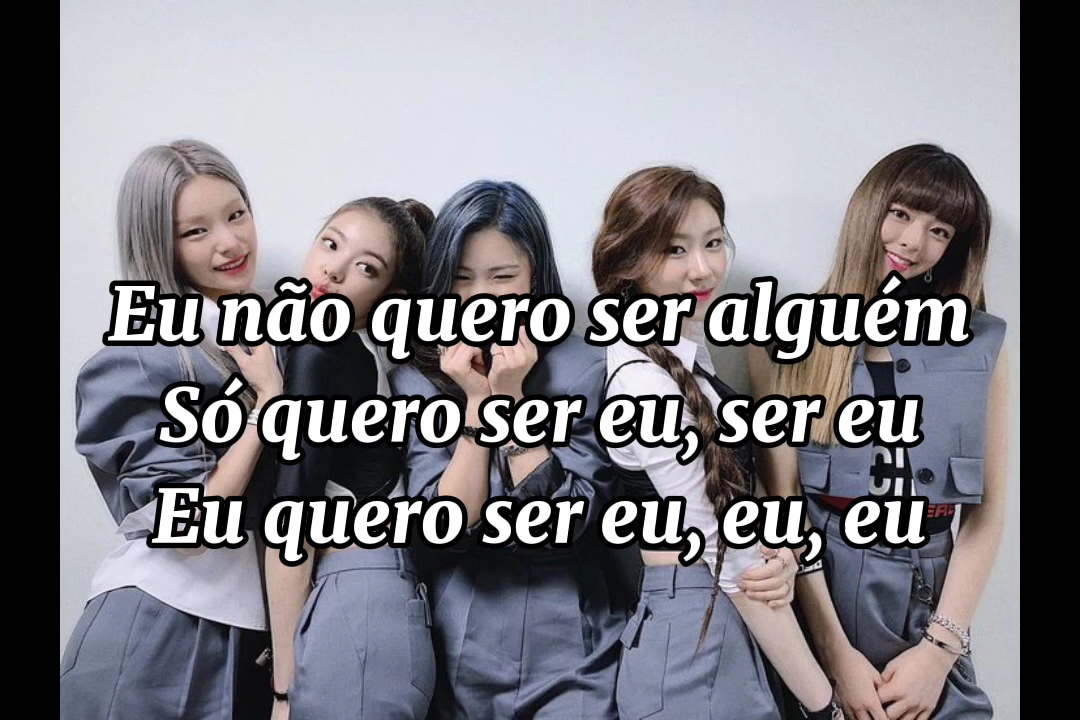 Eu não quero ser alguém
Só quero ser eu, ser eu
Eu quero ser eu, eu, eu